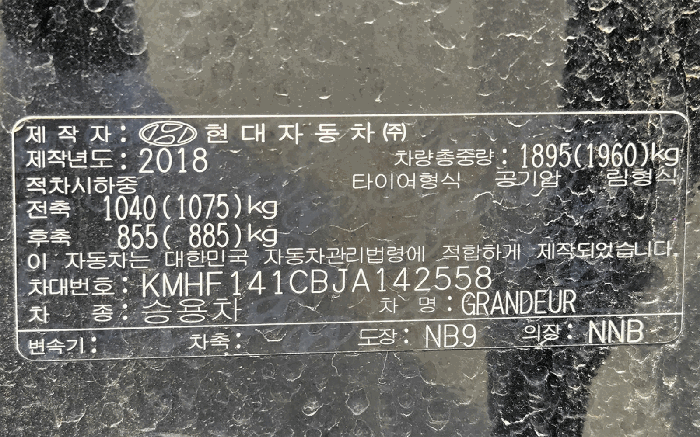 제 작 자 : 현대자동차㈜
제작년도 : 2018 차량총중량 : 1895(1960)kg
적차시하중 타이어형식 공기압 림형식
전축 1040(1075)kg
후축 855( 885)kg
이 자동차는 대한민국 자동차관리법령에 적합하게 제작되었습니다.
차대번호 : KMHF141CBJA142558
차 종 : 승용차 차 명 : GRANDEUR
변속기 : 차축 : 도장 : NB9 의장 : NNB